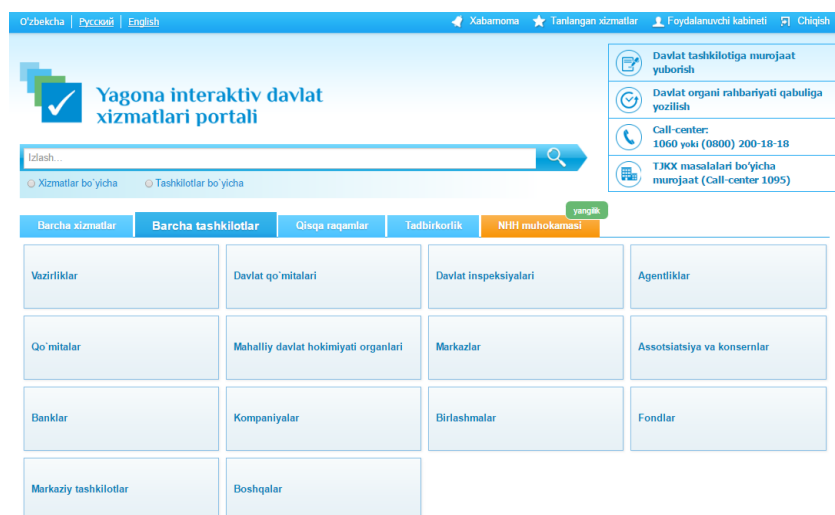 O'zbekcha Русский English Xabarnoma Tanlangan xizmatlar Foydalanuvchi kabineti Chiqish
Davlat tashkilotiga murojaat
yuborish
Davlat organi rahbariyati qabuliga
yozilish
Call-center:
1060 yoki (0800) 200-18-18
TJKX masalalari bo'yicha
murojaat (Call-center 1095)
Yagona interaktiv davlat
xizmatlari portali
Izlash...
Xizmatlar bo`yicha Tashkilotlar bo`yicha
yangilik
Barcha xizmatlar Barcha tashkilotlar Qisqa raqamlar Tadbirkorlik NHH muhokamasi
Vazirliklar Davlat qo`mitalari Davlat inspeksiyalari Agentliklar
Qo`mitalar Mahalliy davlat hokimiyati organlari Markazlar Assotsiatsiya va konsernlar
Banklar Kompaniyalar Birlashmalar Fondlar
Markaziy tashkilotlar Boshqalar